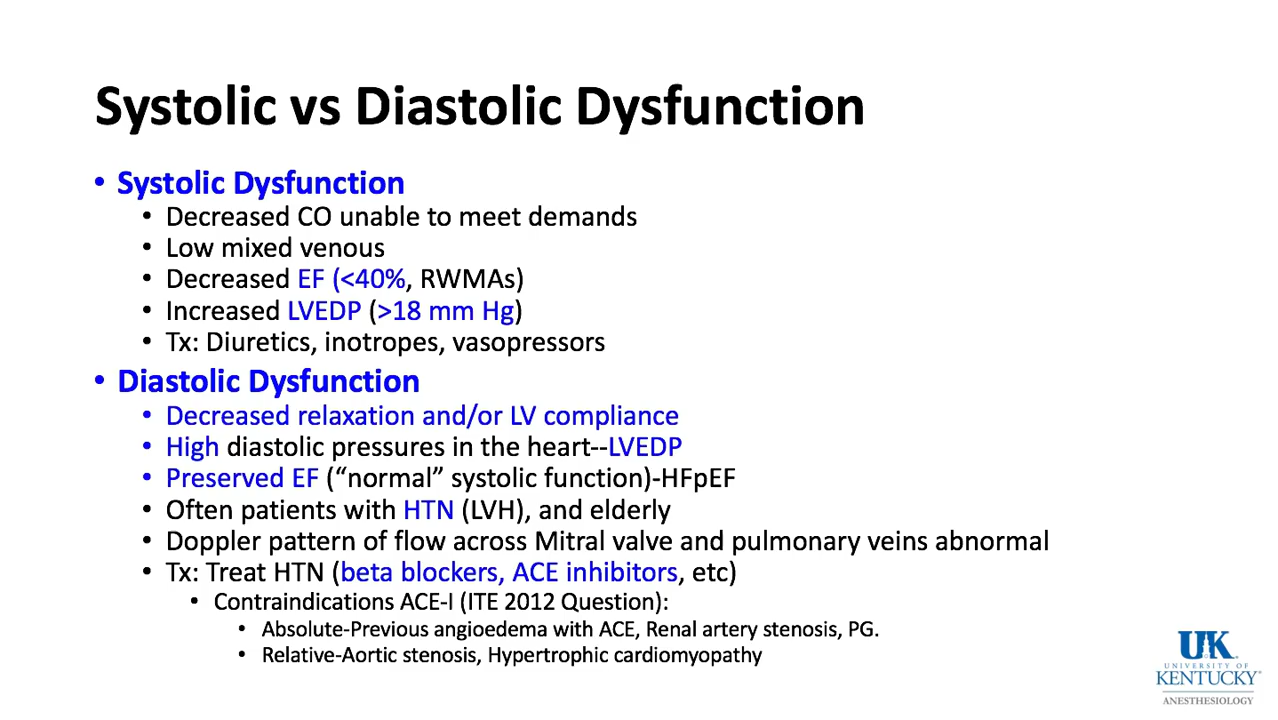 Systolic vs Diastolic Dysfunction
• Systolic Dysfunction
• Decreased CO unable to meet demands
• Low mixed venous
• Decreased EF (<40%, RWMAs)
• Increased LVEDP (>18 mm Hg)
• Tx: Diuretics, inotropes, vasopressors
• Diastolic Dysfunction
• Decreased relaxation and/or LV compliance
• High diastolic pressures in the heart--LVEDP
• Preserved EF (“normal” systolic function)-HFpEF
• Often patients with HTN (LVH), and elderly
• Doppler pattern of flow across Mitral valve and pulmonary veins abnormal
• Tx: Treat HTN (beta blockers, ACE inhibitors, etc)
• Contraindications ACE-I (ITE 2012 Question):
• Absolute-Previous angioedema with ACE, Renal artery stenosis, PG.
• Relative-Aortic stenosis, Hypertrophic cardiomyopathy
UK
UNIVERSITY OF
KENTUCKY
ANESTHESIOLOGY